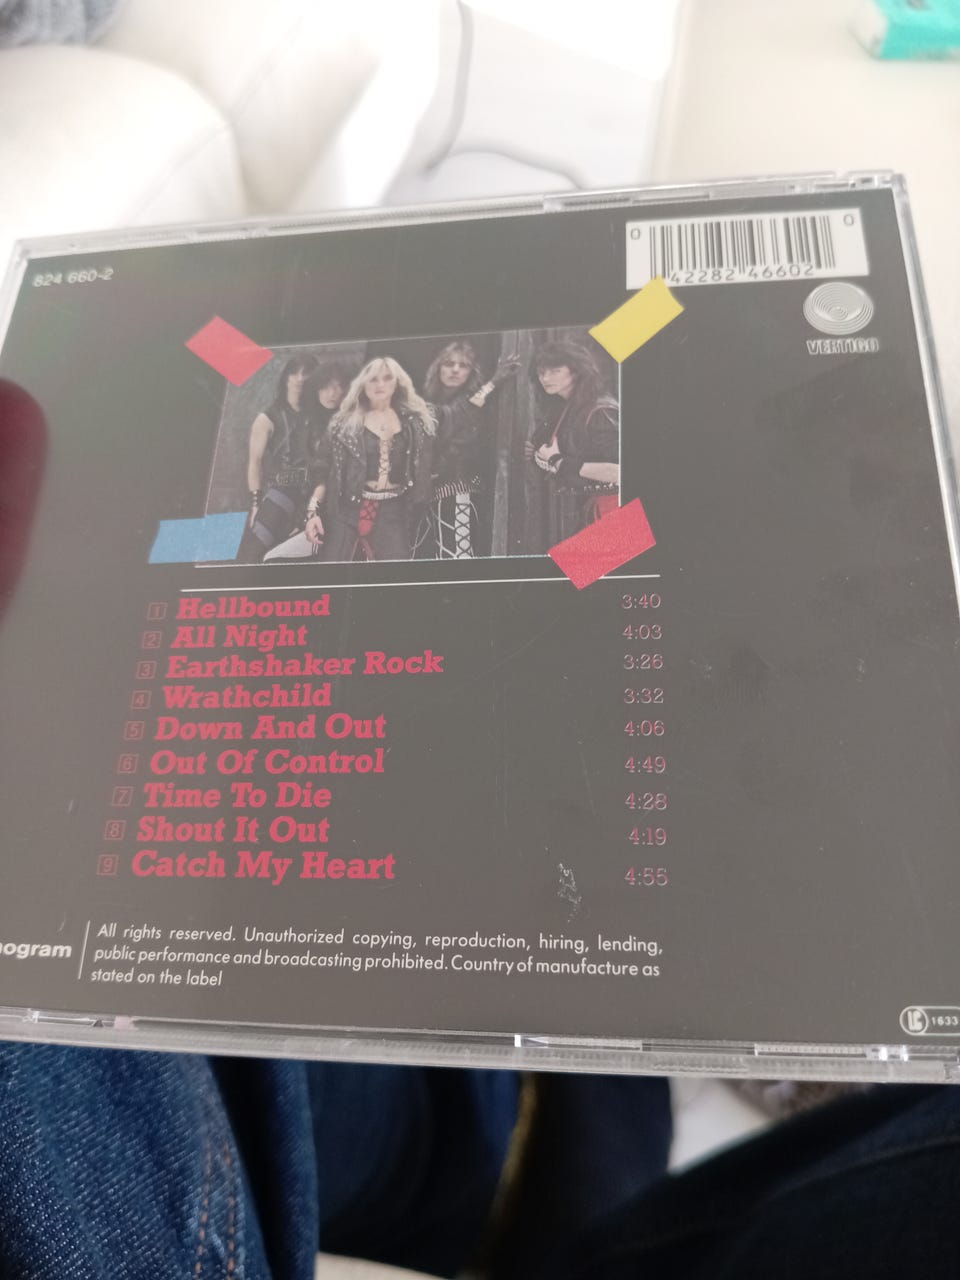 824 660-2
0 42282 46602 0
VERTIGO
1 Hellbound 3:40
2 All Night 4:03
3 Earthshaker Rock 3:26
4 Wrathchild 3:32
5 Down And Out 4:06
6 Out Of Control 4:49
7 Time To Die 4:28
8 Shout It Out 4:19
9 Catch My Heart 4:55
nogram
All rights reserved. Unauthorized copying, reproduction, hiring, lending,
public performance and broadcasting prohibited. Country of manufacture as
stated on the label
LC 1633